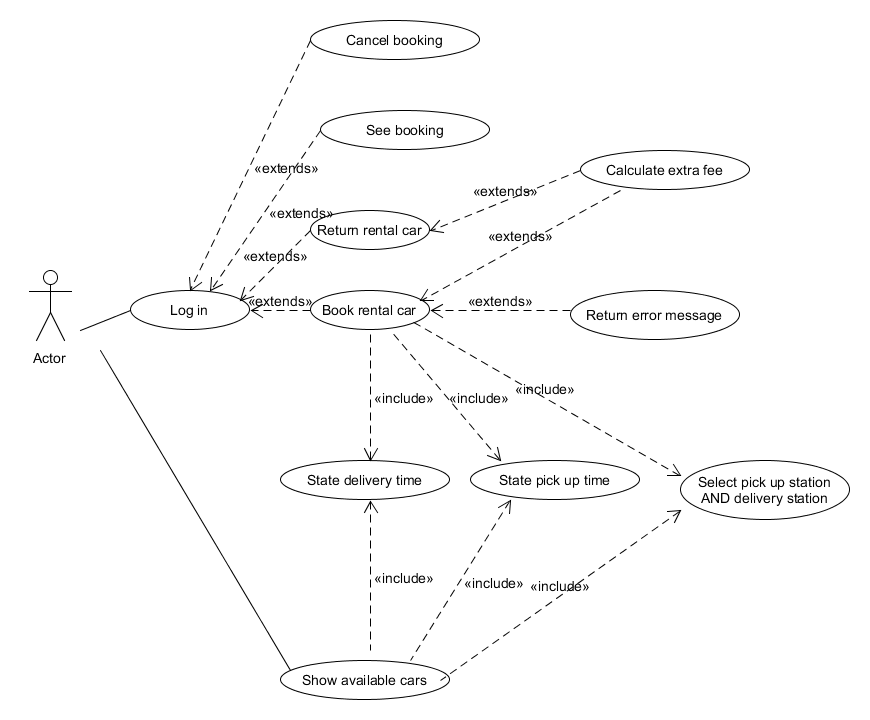 Cancel booking
See booking
«extends»
Calculate extra fee
«extends»
«extends»
Return rental car
«extends»
«extends»
«extends»
«extends»
Log in
Book rental car
Return error message
Actor
«include»
«include»
«include»
State delivery time
State pick up time
Select pick up station
AND delivery station
«include»
«include»
«include»
Show available cars